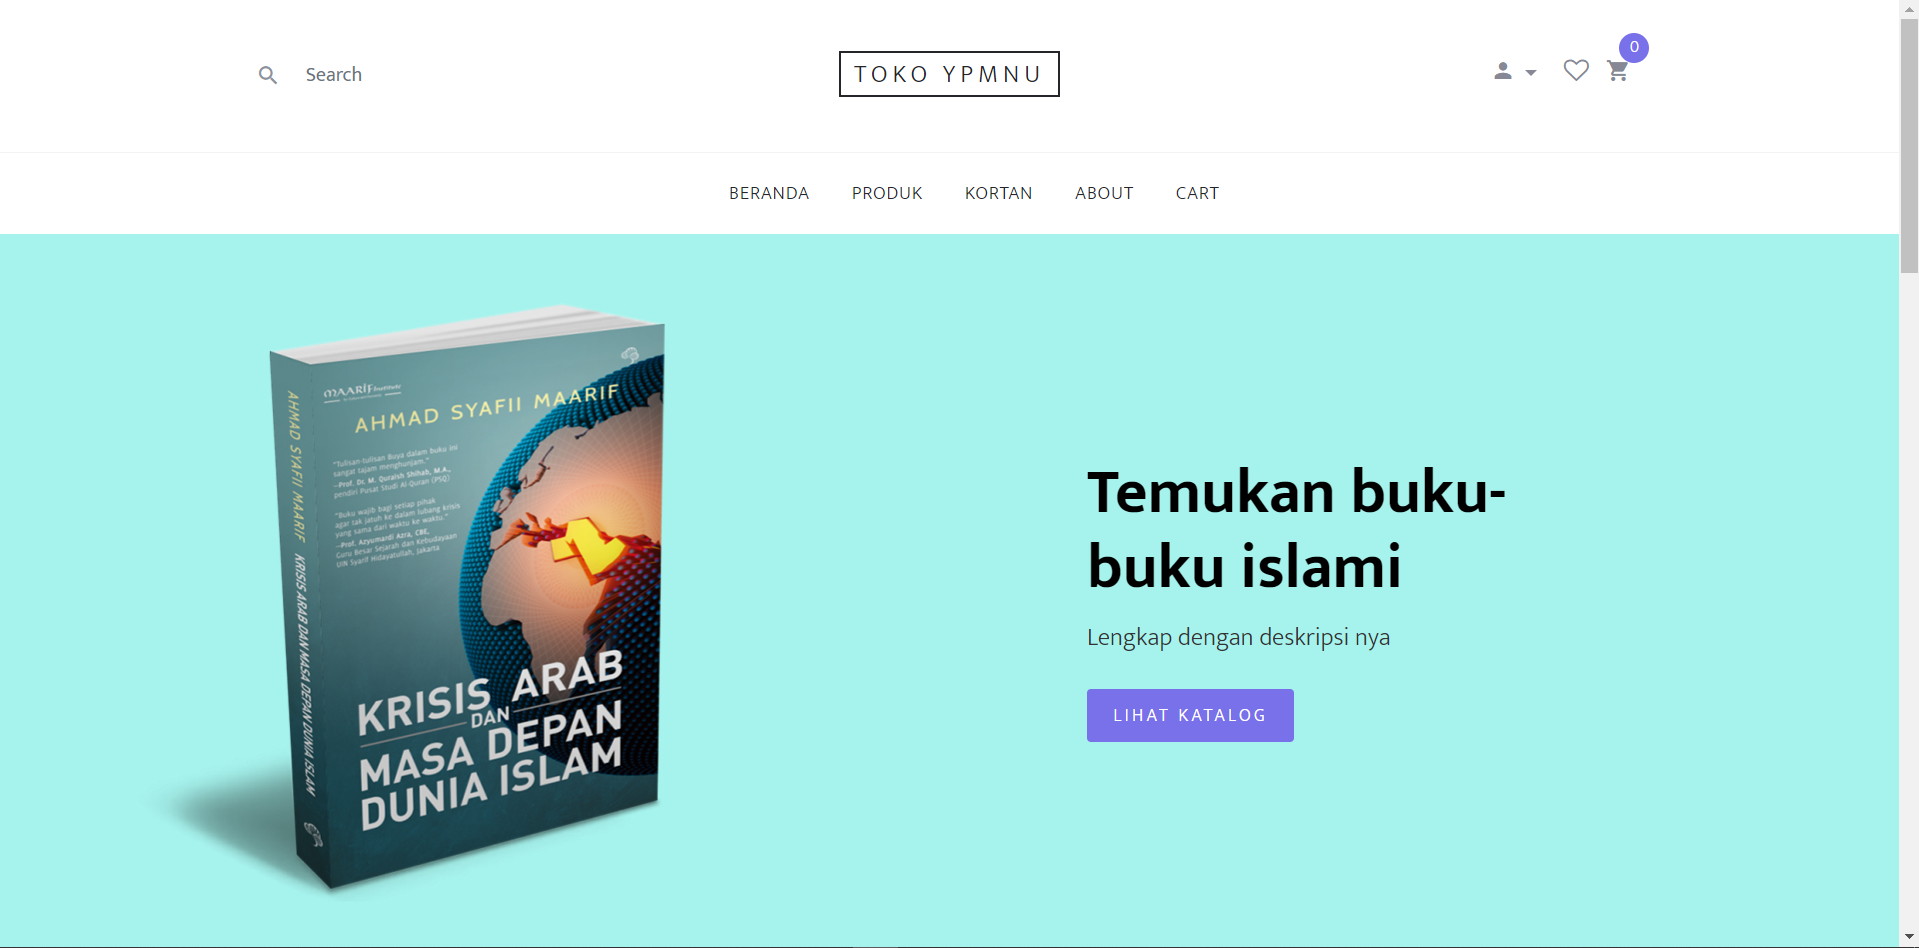 Search
TOKO YPMNU
0
BERANDA
PRODUK
KORTAN
ABOUT
CART
MAARIF Institute
AHMAD SYAFII MAARIF
"Tulisan-tulisan Buya dalam buku ini
sangat tajam menghunjam."
—Prof. Dr. M. Quraish Shihab, M.A.,
pendiri Pusat Studi Al-Quran (PSQ)
"Buku wajib bagi setiap pihak
agar tak jatuh ke dalam lubang krisis
yang sama dari waktu ke waktu."
—Prof. Azyumardi Azra, CBE,
Guru Besar Sejarah dan Kebudayaan
UIN Syarif Hidayatullah, Jakarta
KRISIS ARAB
DAN
MASA DEPAN
DUNIA ISLAM
AHMAD SYAFII MAARIF KRISIS ARAB DAN MASA DEPAN DUNIA ISLAM
Temukan buku-
buku islami
Lengkap dengan deskripsi nya
LIHAT KATALOG